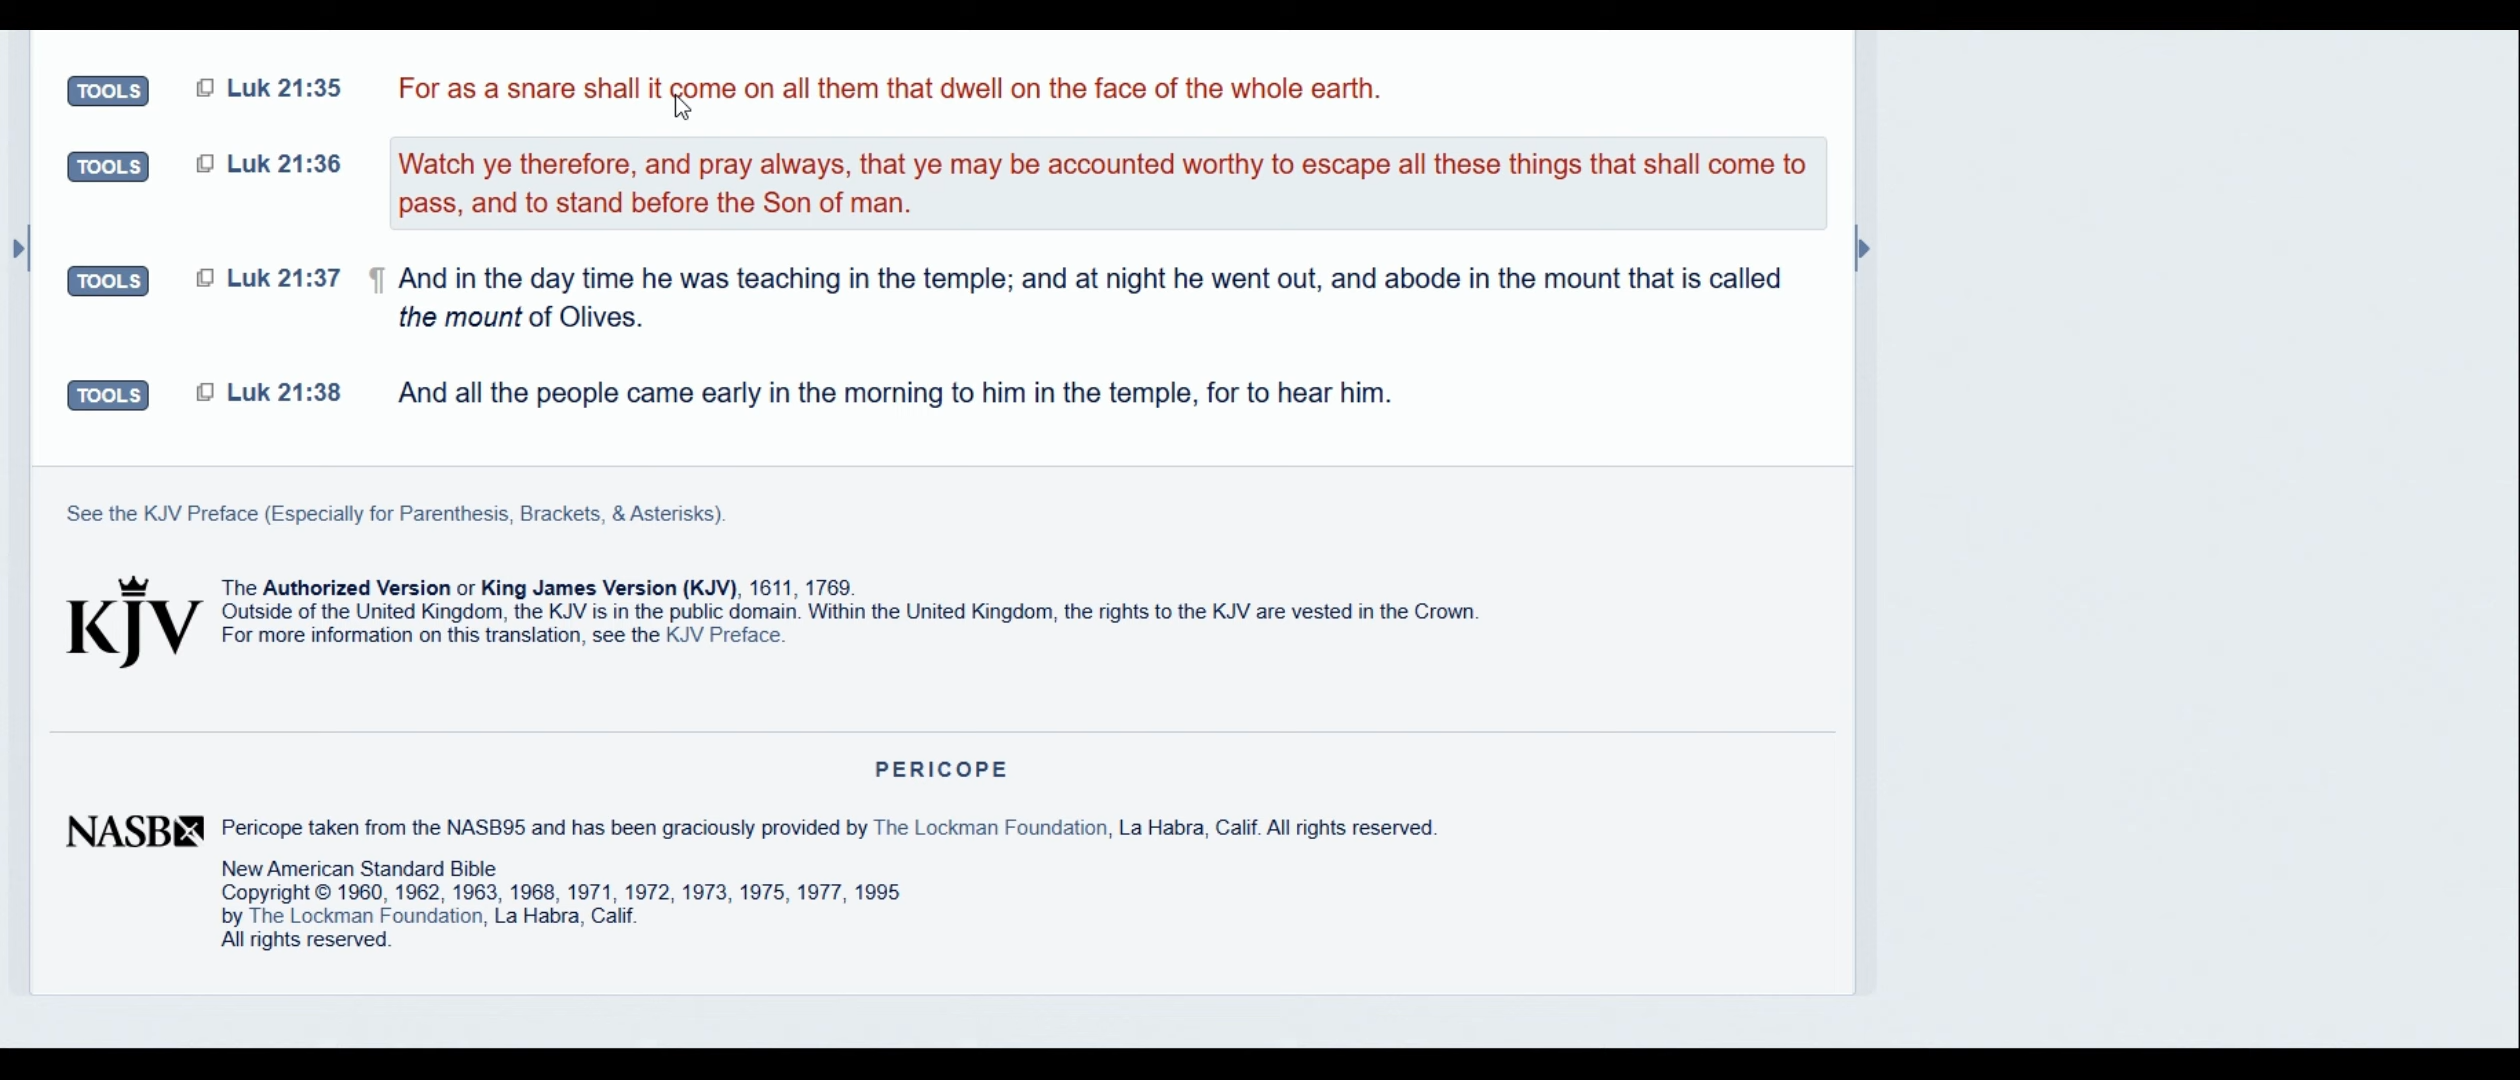 TOOLS Luk 21:35 For as a snare shall it come on all them that dwell on the face of the whole earth.
TOOLS Luk 21:36 Watch ye therefore, and pray always, that ye may be accounted worthy to escape all these things that shall come to
pass, and to stand before the Son of man.
TOOLS Luk 21:37 ¶ And in the day time he was teaching in the temple; and at night he went out, and abode in the mount that is called
the mount of Olives.
TOOLS Luk 21:38 And all the people came early in the morning to him in the temple, for to hear him.
See the KJV Preface (Especially for Parenthesis, Brackets, & Asterisks).
KJV
The Authorized Version or King James Version (KJV), 1611, 1769.
Outside of the United Kingdom, the KJV is in the public domain. Within the United Kingdom, the rights to the KJV are vested in the Crown.
For more information on this translation, see the KJV Preface.
PERICOPE
NASB Pericope taken from the NASB95 and has been graciously provided by The Lockman Foundation, La Habra, Calif. All rights reserved.
New American Standard Bible
Copyright © 1960, 1962, 1963, 1968, 1971, 1972, 1973, 1975, 1977, 1995
by The Lockman Foundation, La Habra, Calif.
All rights reserved.